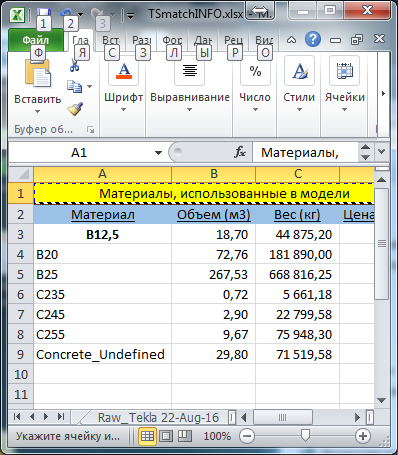 TSmatchINFO.xlsx - M.
1 2 3
Файл Гла Вс Раз Фор Дан Рец Вид
Ф Я С З Л Ы Р О
Вставить Шрифт Выравнивание Число Стили Ячейки
Буфер об...
A1 fx Материалы,
A B C
1 Материалы, использованные в модели
2 Материал Объем (м3) Вес (кг) Цена
3 B12,5 18,70 44 875,20
4 B20 72,76 181 890,00
5 B25 267,53 668 816,25
6 C235 0,72 5 661,18
7 C245 2,90 22 799,58
8 C255 9,67 75 948,30
9 Concrete_Undefined 29,80 71 519,58
10
11
Raw_Tekla 22-Aug-16
Укажите ячейку и... 100%